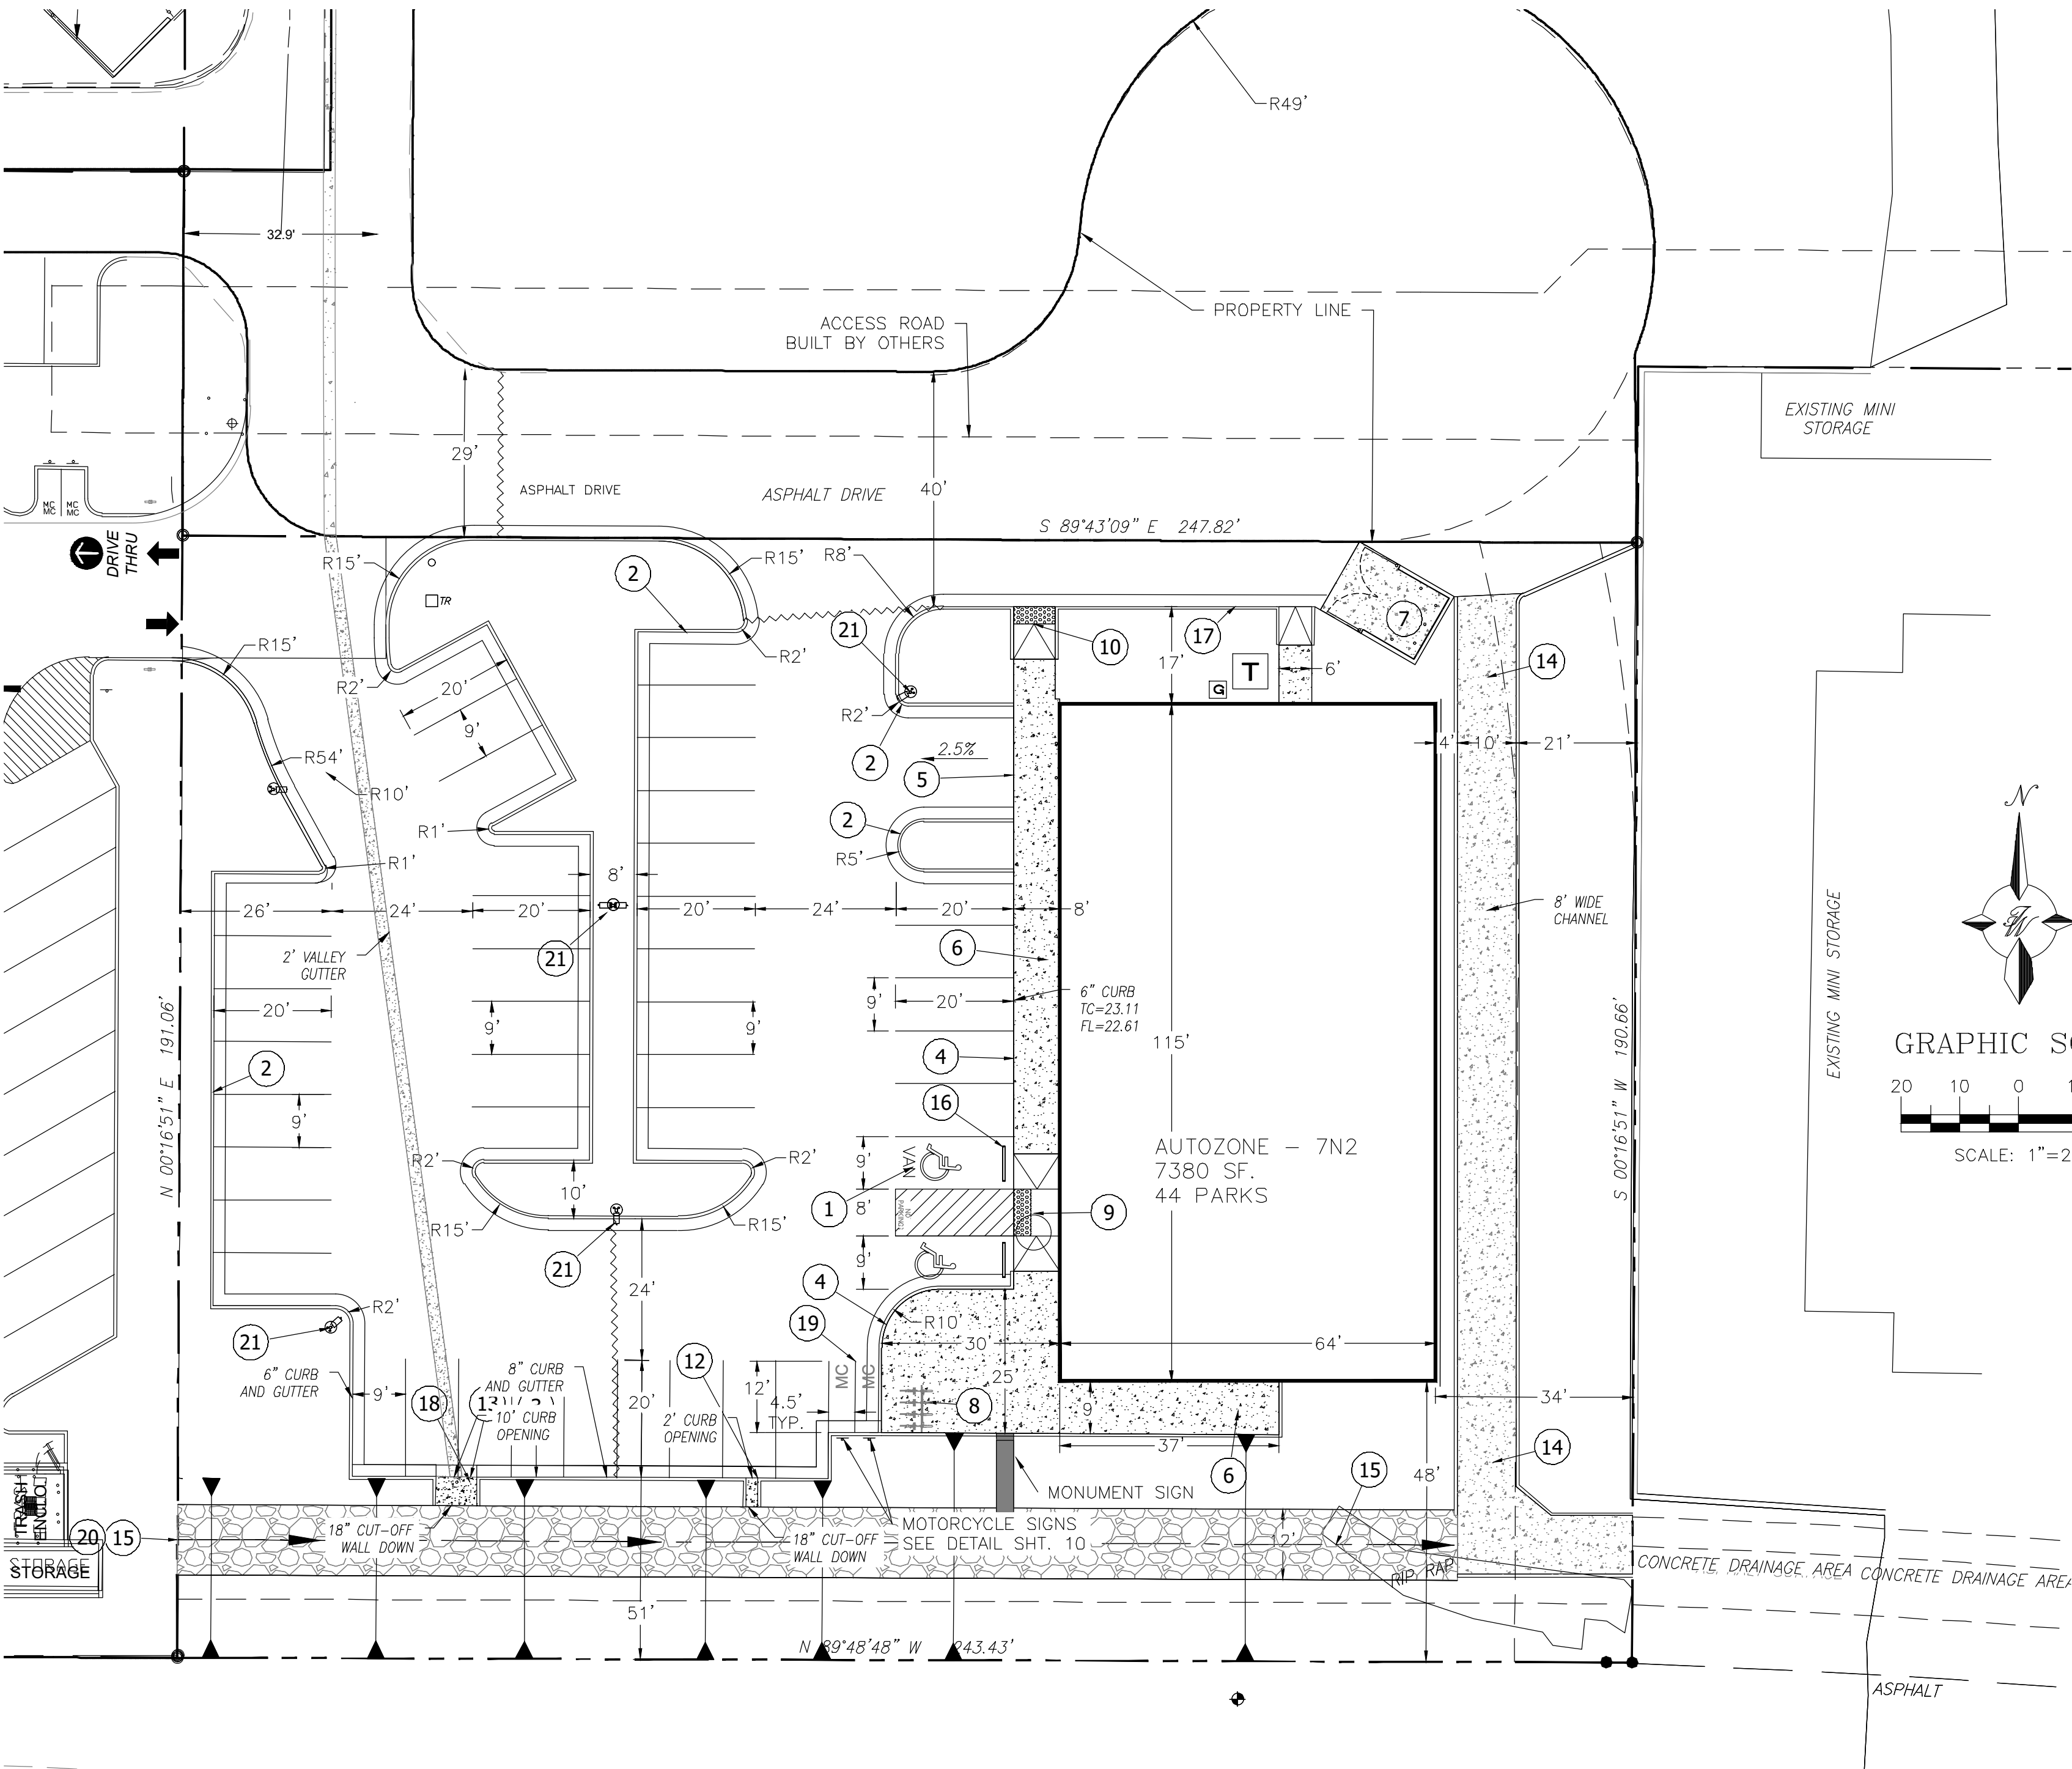 R49'
32.9'
PROPERTY LINE
ACCESS ROAD
BUILT BY OTHERS
EXISTING MINI
STORAGE
29'
ASPHALT DRIVE
ASPHALT DRIVE
40'
MC
MC
MC
MC
S 89°43'09" E 247.82'
DRIVE
THRU
R15'
2
R15'
R8'
TR
21
10
17
7
R15'
R2'
R2'
17'
T
G
6'
14
20'
9'
R2'
2
2.5%
5
4'
10'
21'
R54'
R10'
R1'
2
R5'
R1'
8'
N
26'
24'
20'
20'
24'
20'
8'
8' WIDE
CHANNEL
2' VALLEY
GUTTER
21
6
EXISTING MINI STORAGE
20'
9'
9'
9'
20'
6" CURB
TC=23.11
FL=22.61
115'
N 00°16'51" E 191.06'
S 00°16'51" W 190.66'
GRAPHIC
20
10
0
SCALE: 1"=2
2
9'
4
16
AUTOZONE - 7N2
7380 SF.
44 PARKS
VAN
9'
R2'
R2'
10'
1
8'
NO
PARKING
9
R15'
R15'
21
9'
24'
4
R2'
21
19
R10'
30'
64'
6" CURB
AND GUTTER
9'
8" CURB
AND GUTTER
12
18
10' CURB
OPENING
20'
2' CURB
OPENING
12'
4.5'
TYP.
MC
MC
25'
8
9'
34'
37'
6
14
15
48'
MONUMENT SIGN
TRASH
20
15
STORAGE
18" CUT-OFF
WALL DOWN
18" CUT-OFF
WALL DOWN
MOTORCYCLE SIGNS
SEE DETAIL SHT. 10
12'
RIP RAP
CONCRETE DRAINAGE AREA
CONCRETE DRAINAGE AREA
51'
N 89°48'48" W 243.43'
ASPHALT